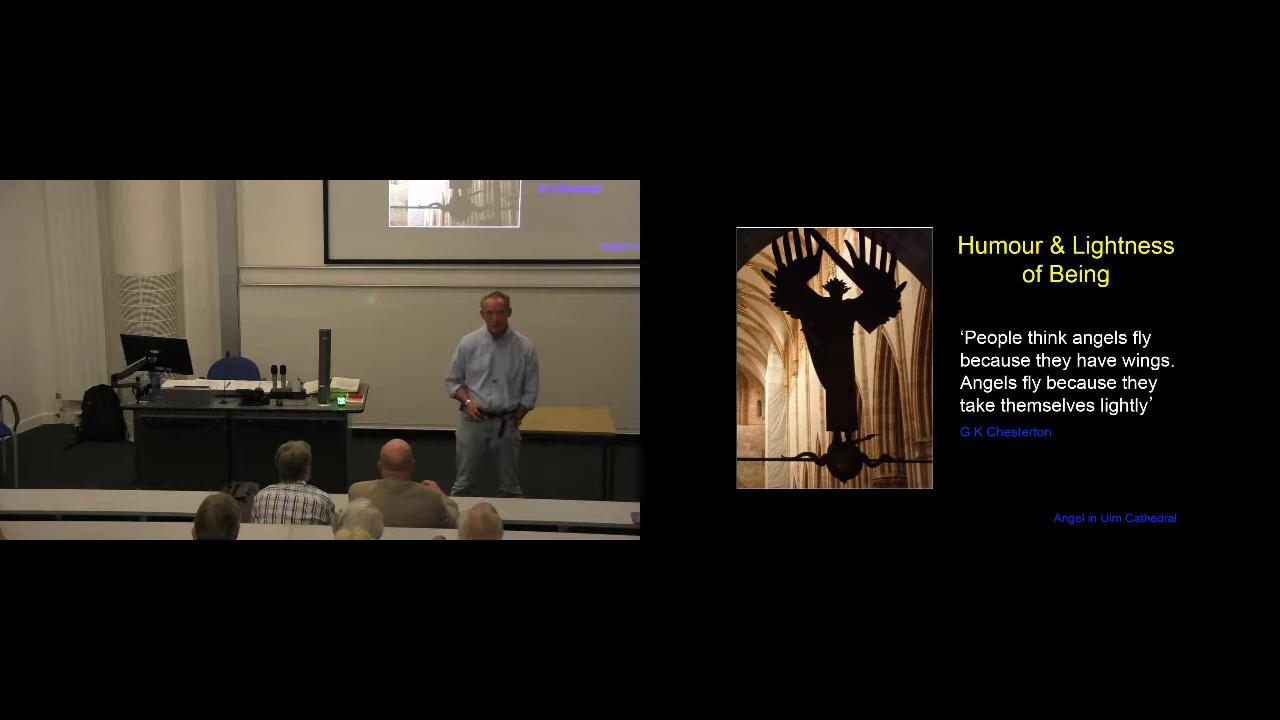 Humour & Lightness
of Being
‘People think angels fly
because they have wings.
Angels fly because they
take themselves lightly’
G K Chesterton
Angel in Ulm Cathedral